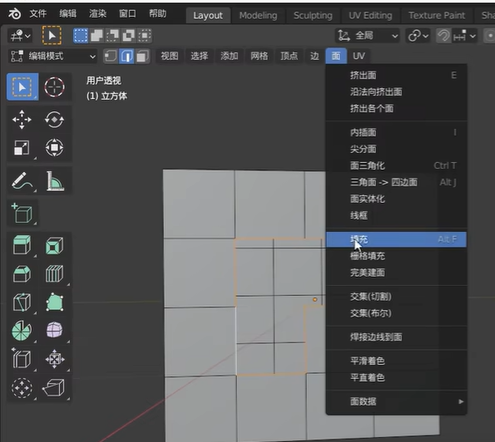 文件 编辑 渲染 窗口 帮助 Layout Modeling Sculpting UV Editing Texture Paint
全局
编辑模式 视图 选择 添加 网格 顶点 边 面 UV
用户透视
(1) 立方体
挤出面 E
沿法向挤出面
挤出各个面
内插面 I
尖分面
面三角化 Ctrl T
三角面 -> 四边面 Alt J
面实体化
线框
填充 Alt F
栅格填充
完美建面
交集(切割)
交集(布尔)
焊接边线到面
平滑着色
平直着色
面数据